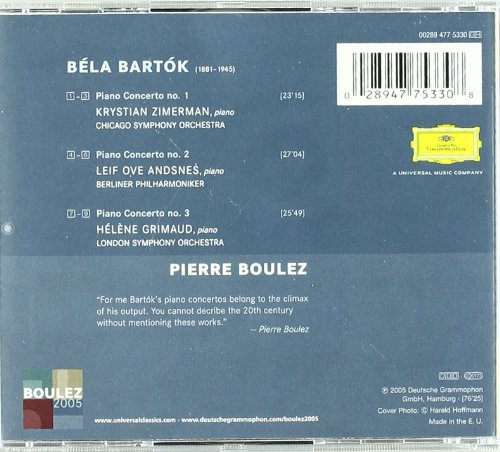 00289 477 5330 GH
BÉLA BARTÓK (1881-1945)
1 - 3 Piano Concerto no. 1 [23'15]
KRYSTIAN ZIMERMAN, piano
CHICAGO SYMPHONY ORCHESTRA
4 - 6 Piano Concerto no. 2 [27'04]
LEIF OVE ANDSNEŚ, piano
BERLINER PHILHARMONIKER
7 - 9 Piano Concerto no. 3 [25'49]
HÉLÈNE GRIMAUD, piano
LONDON SYMPHONY ORCHESTRA
0 28947 75330 8
Deutsche
Grammophon
A UNIVERSAL MUSIC COMPANY
PIERRE BOULEZ
"For me Bartók's piano concertos belong to the climax
of his output. You cannot decribe the 20th century
without mentioning these works."
— Pierre Boulez
BOULEZ
2005
DDD
℗ 2005 Deutsche Grammophon
GmbH, Hamburg · [76'25]
Cover Photo: © Harald Hoffmann
Made in the E. U.
www.universalclassics.com · www.deutschegrammophon.com/boulez2005